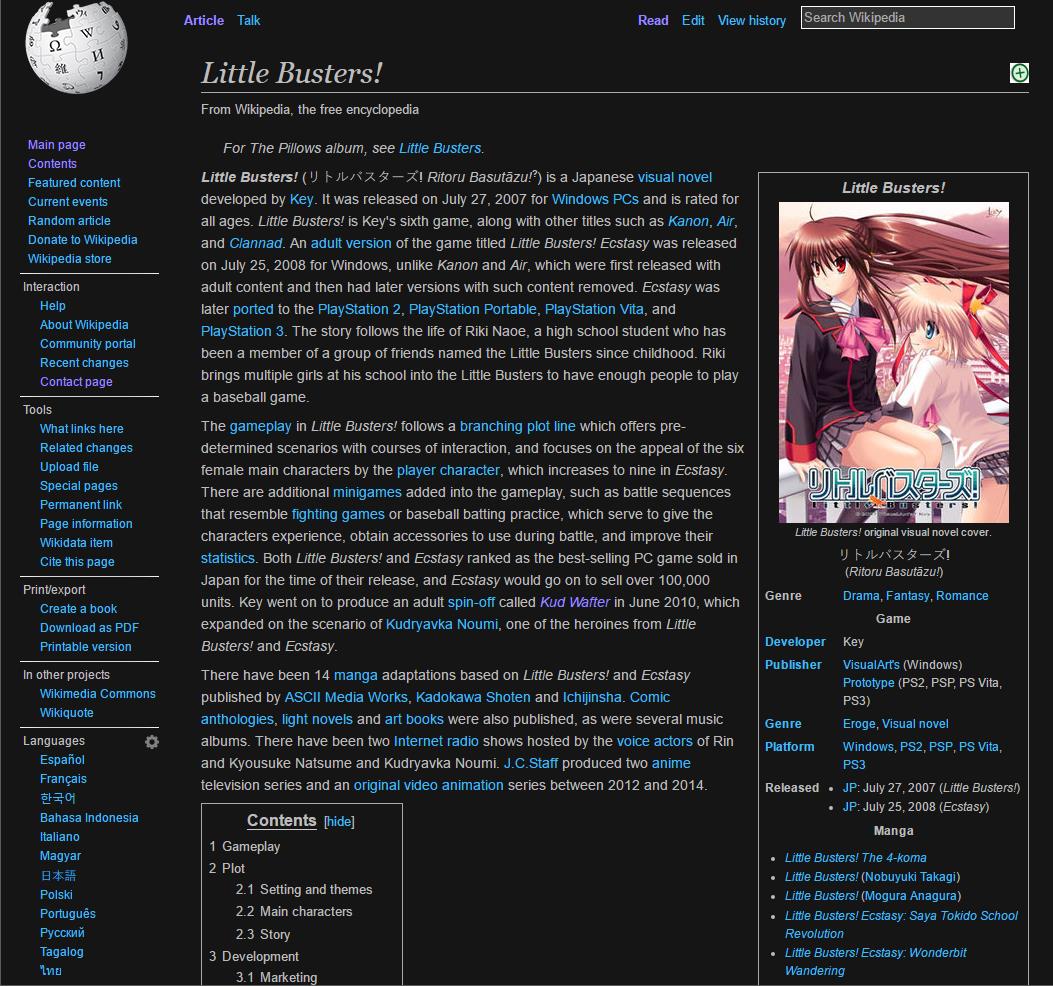 Article Talk
Read Edit View history Search Wikipedia
Ω W И 維 7
Little Busters!
From Wikipedia, the free encyclopedia
Main page
Contents
Featured content
Current events
Random article
Donate to Wikipedia
Wikipedia store
Interaction
Help
About Wikipedia
Community portal
Recent changes
Contact page
Tools
What links here
Related changes
Upload file
Special pages
Permanent link
Page information
Wikidata item
Cite this page
Print/export
Create a book
Download as PDF
Printable version
In other projects
Wikimedia Commons
Wikiquote
Languages
Español
Français
한국어
Bahasa Indonesia
Italiano
Magyar
日本語
Polski
Português
Русский
Tagalog
ไทย
For The Pillows album, see Little Busters.
Little Busters! (リトルバスターズ! Ritoru Basutāzu!?) is a Japanese visual novel
developed by Key. It was released on July 27, 2007 for Windows PCs and is rated for
all ages. Little Busters! is Key's sixth game, along with other titles such as Kanon, Air,
and Clannad. An adult version of the game titled Little Busters! Ecstasy was released
on July 25, 2008 for Windows, unlike Kanon and Air, which were first released with
adult content and then had later versions with such content removed. Ecstasy was
later ported to the PlayStation 2, PlayStation Portable, PlayStation Vita, and
PlayStation 3. The story follows the life of Riki Naoe, a high school student who has
been a member of a group of friends named the Little Busters since childhood. Riki
brings multiple girls at his school into the Little Busters to have enough people to play
a baseball game.
The gameplay in Little Busters! follows a branching plot line which offers pre-
determined scenarios with courses of interaction, and focuses on the appeal of the six
female main characters by the player character, which increases to nine in Ecstasy.
There are additional minigames added into the gameplay, such as battle sequences
that resemble fighting games or baseball batting practice, which serve to give the
characters experience, obtain accessories to use during battle, and improve their
statistics. Both Little Busters! and Ecstasy ranked as the best-selling PC game sold in
Japan for the time of their release, and Ecstasy would go on to sell over 100,000
units. Key went on to produce an adult spin-off called Kud Wafter in June 2010, which
expanded on the scenario of Kudryavka Noumi, one of the heroines from Little
Busters! and Ecstasy.
There have been 14 manga adaptations based on Little Busters! and Ecstasy
published by ASCII Media Works, Kadokawa Shoten and Ichijinsha. Comic
anthologies, light novels and art books were also published, as were several music
albums. There have been two Internet radio shows hosted by the voice actors of Rin
and Kyousuke Natsume and Kudryavka Noumi. J.C.Staff produced two anime
television series and an original video animation series between 2012 and 2014.
Contents [hide]
1 Gameplay
2 Plot
2.1 Setting and themes
2.2 Main characters
2.3 Story
3 Development
3.1 Marketing
Little Busters!
リトルバスターズ!
Little Busters!
Little Busters! original visual novel cover.
リトルバスターズ!
(Ritoru Basutāzu!)
Genre Drama, Fantasy, Romance
Game
Developer Key
Publisher VisualArt's (Windows)
Prototype (PS2, PSP, PS Vita,
PS3)
Genre Eroge, Visual novel
Platform Windows, PS2, PSP, PS Vita,
PS3
Released • JP: July 27, 2007 (Little Busters!)
• JP: July 25, 2008 (Ecstasy)
Manga
• Little Busters! The 4-koma
• Little Busters! (Nobuyuki Takagi)
• Little Busters! (Mogura Anagura)
• Little Busters! Ecstasy: Saya Tokido School
Revolution
• Little Busters! Ecstasy: Wonderbit
Wandering